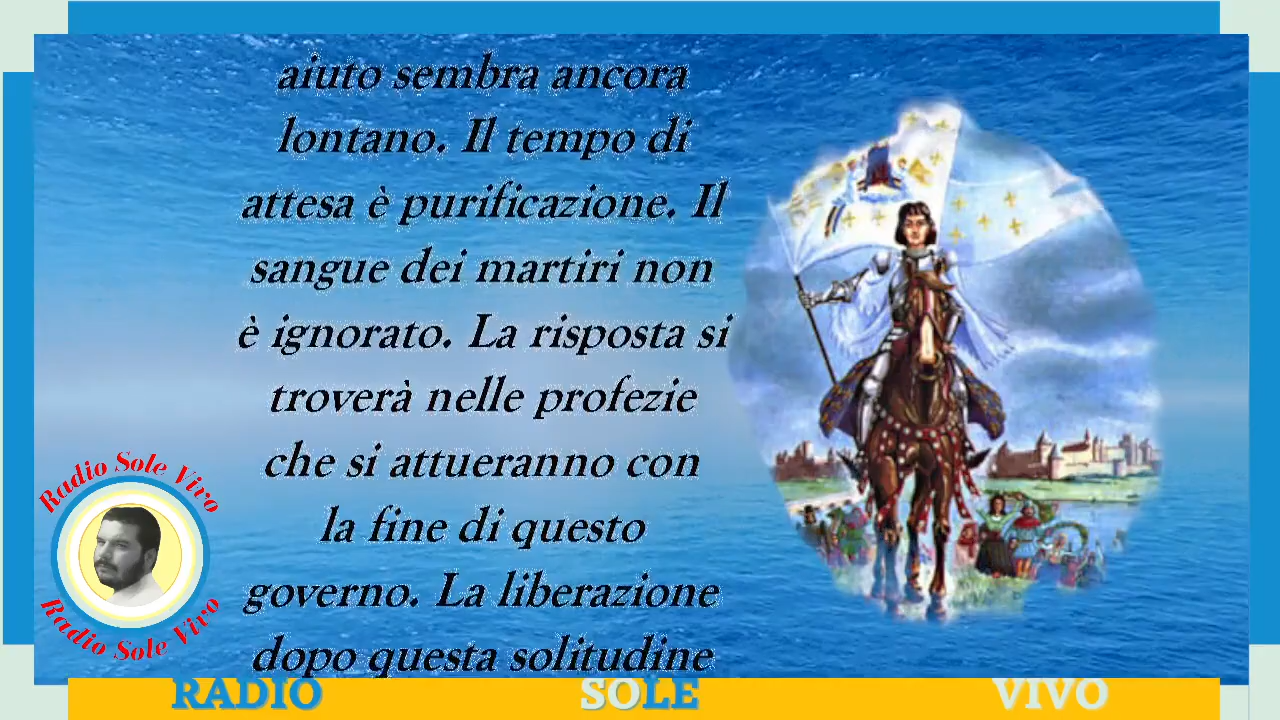 aiuto sembra ancora
lontano. Il tempo di
attesa è purificazione. Il
sangue dei martiri non
è ignorato. La risposta si
troverà nelle profezie
che si attueranno con
la fine di questo
governo. La liberazione
dopo questa solitudine
Radio Sole Vivo
Radio Sole Vivo
RADIO SOLE VIVO